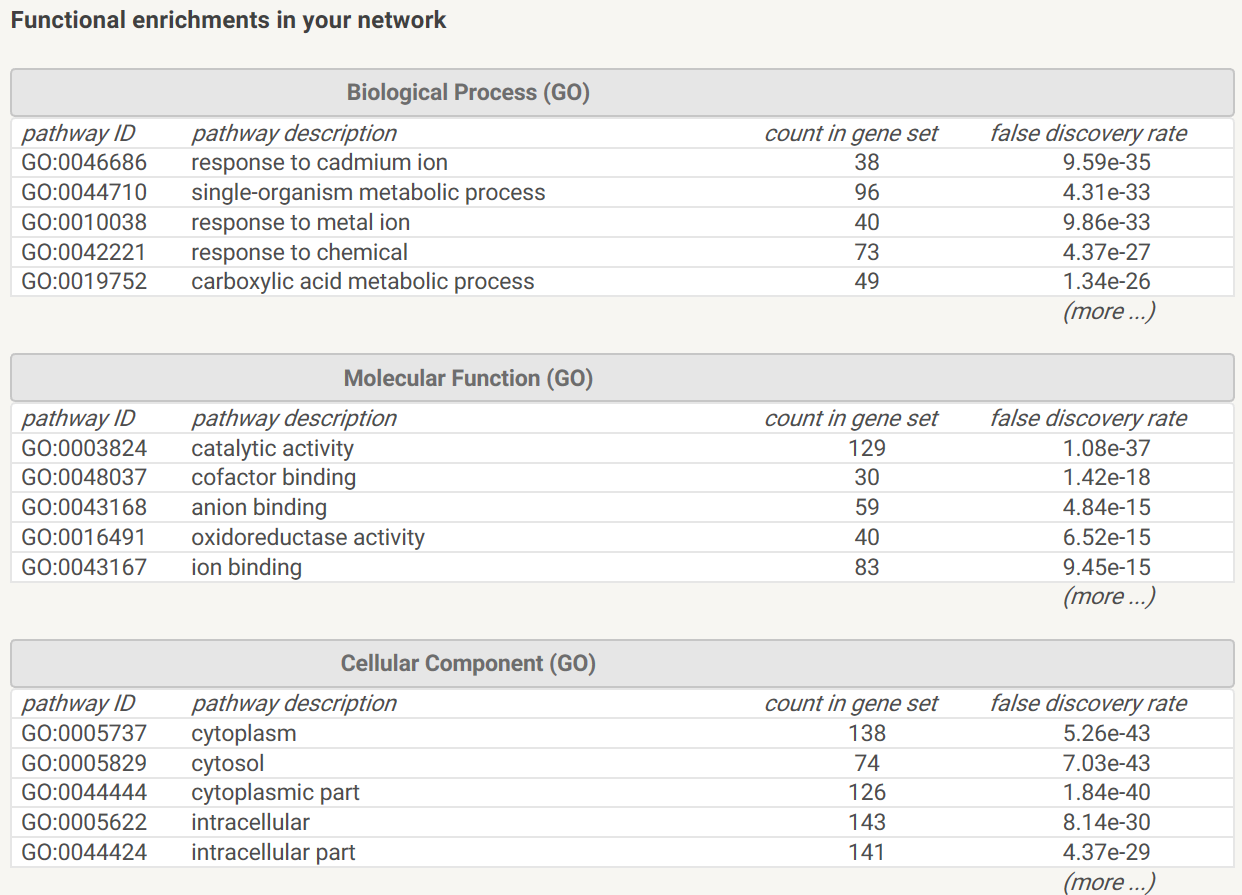 Functional enrichments in your network
Biological Process (GO)
pathway ID pathway description count in gene set false discovery rate
GO:0046686 response to cadmium ion 38 9.59e-35
GO:0044710 single-organism metabolic process 96 4.31e-33
GO:0010038 response to metal ion 40 9.86e-33
GO:0042221 response to chemical 73 4.37e-27
GO:0019752 carboxylic acid metabolic process 49 1.34e-26
(more ...)
Molecular Function (GO)
pathway ID pathway description count in gene set false discovery rate
GO:0003824 catalytic activity 129 1.08e-37
GO:0048037 cofactor binding 30 1.42e-18
GO:0043168 anion binding 59 4.84e-15
GO:0016491 oxidoreductase activity 40 6.52e-15
GO:0043167 ion binding 83 9.45e-15
(more ...)
Cellular Component (GO)
pathway ID pathway description count in gene set false discovery rate
GO:0005737 cytoplasm 138 5.26e-43
GO:0005829 cytosol 74 7.03e-43
GO:0044444 cytoplasmic part 126 1.84e-40
GO:0005622 intracellular 143 8.14e-30
GO:0044424 intracellular part 141 4.37e-29
(more ...)